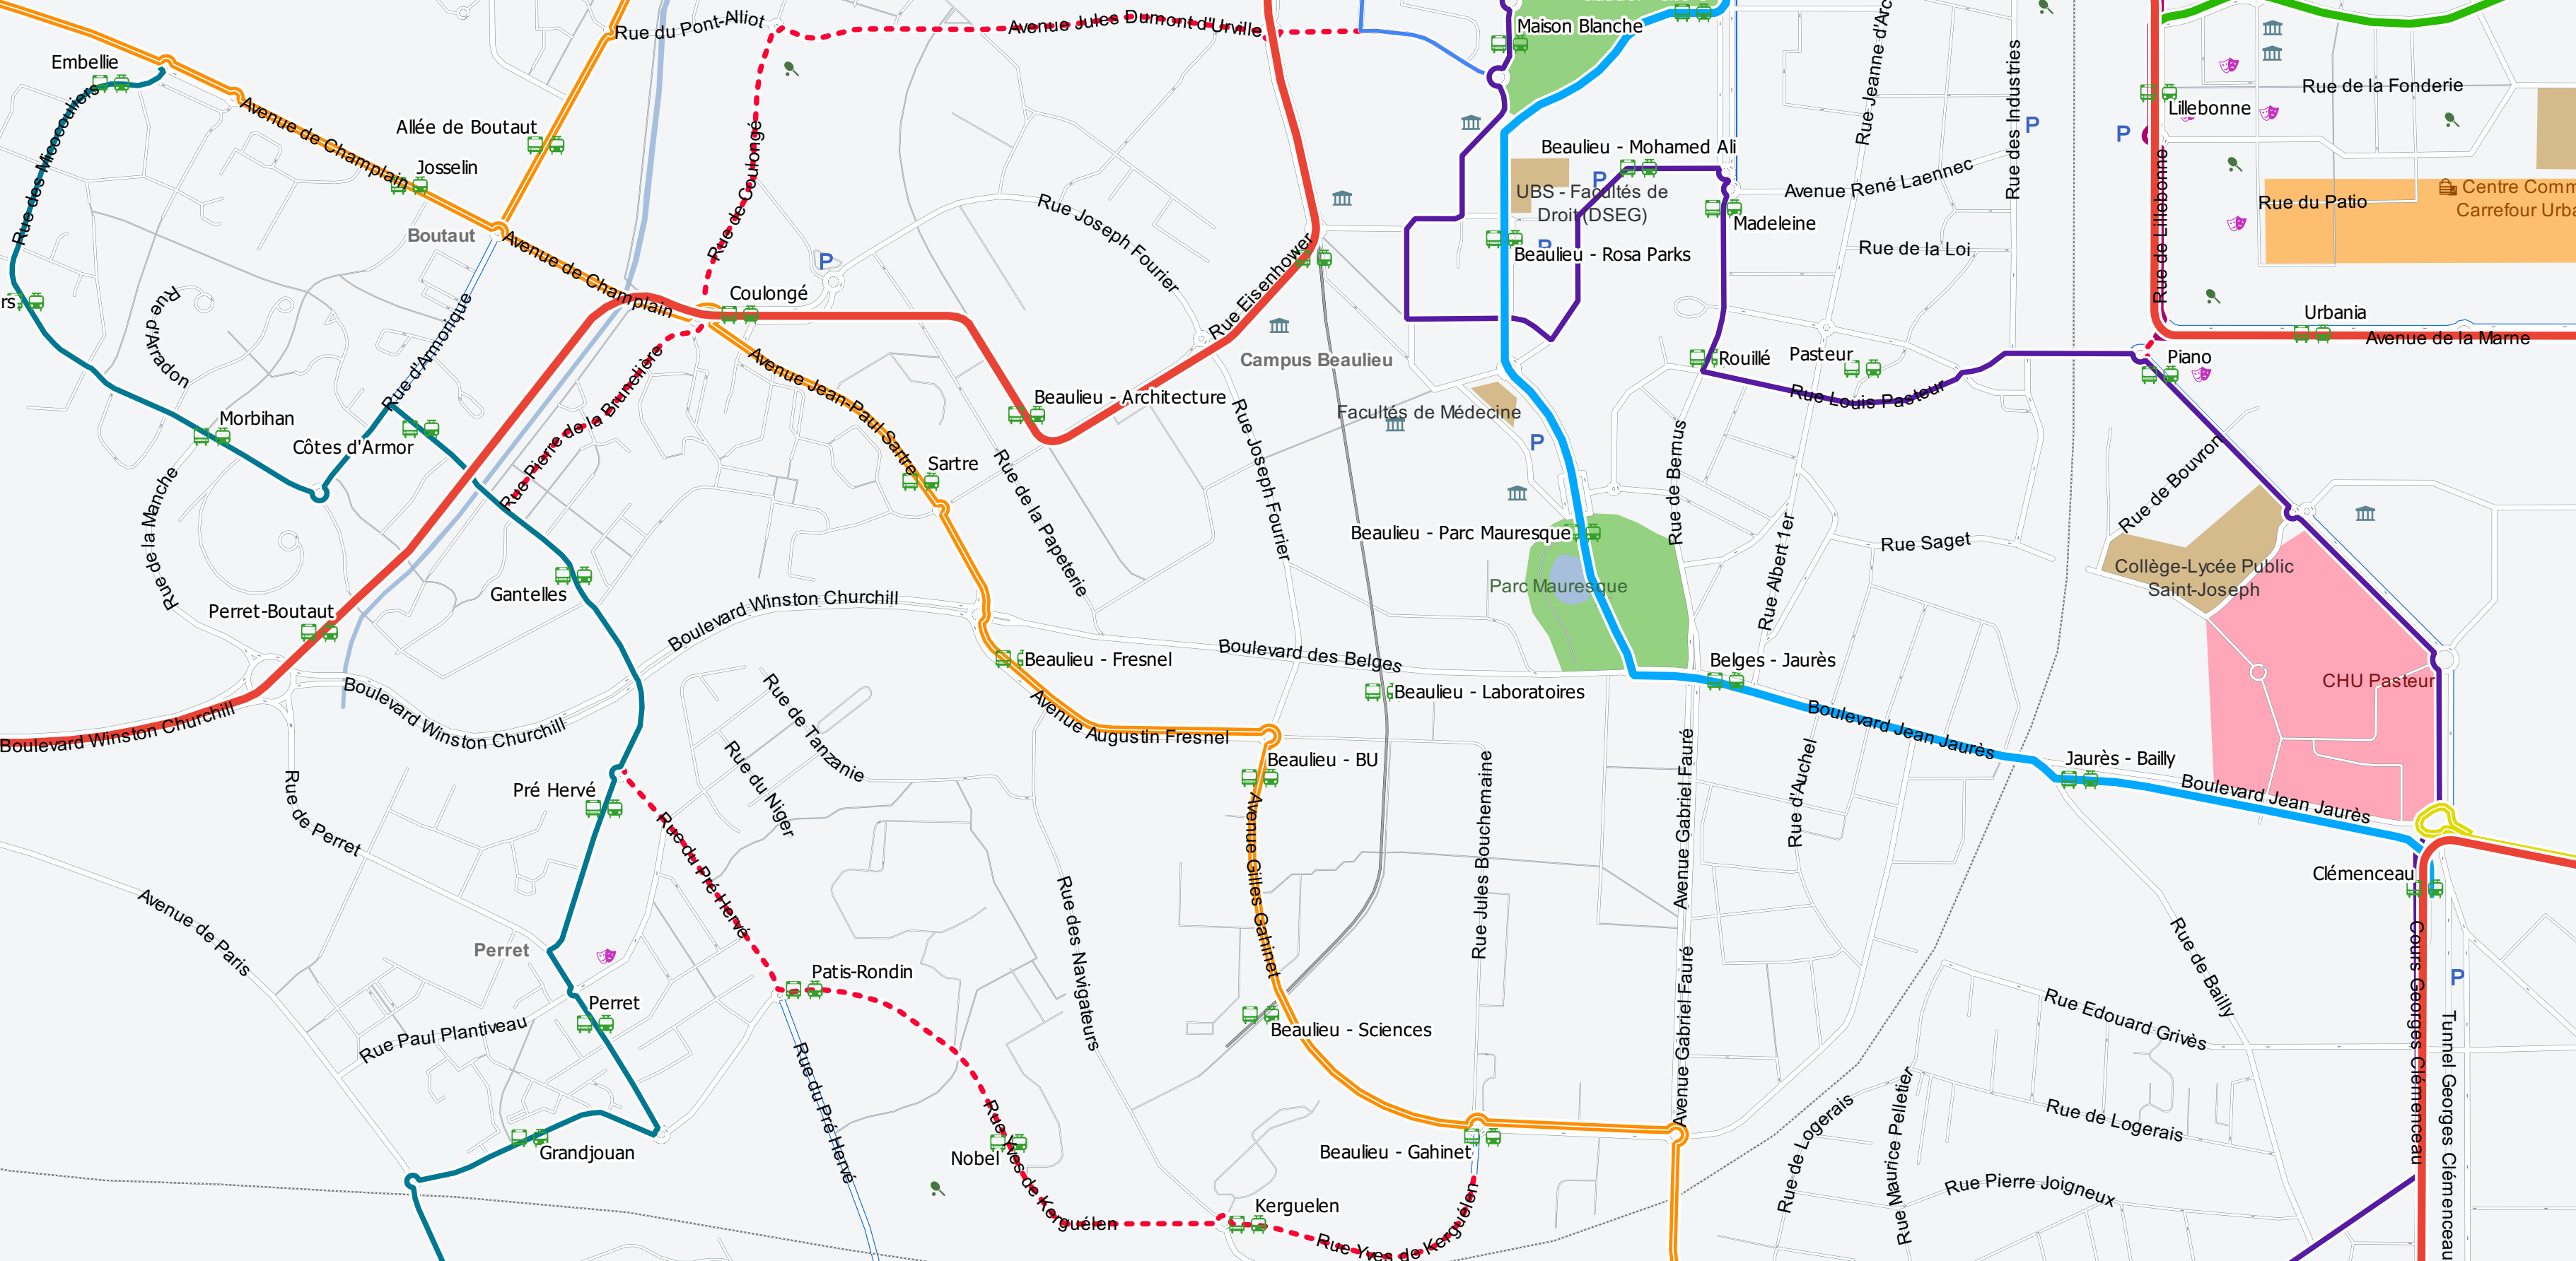 Rue du Pont-Alliot
Avenue Jules Dumont d'Urville
Maison Blanche
Rue Jeanne d'Arc
Rue des Industries
Embellie
Rue de la Fonderie
Lillebonne
P
P
Avenue de Champlain
Allée de Boutaut
Josselin
Rue des Micocouliers
Rue de Coulongé
Beaulieu - Mohamed Ali
P
UBS - Facultés de
Droit (DSEG)
Avenue René Laennec
Centre Comm
Carrefour Urba
Rue du Patio
Rue de Lillebonne
Boutaut
Avenue de Champlain
Rue Joseph Fourier
Madeleine
Rue de la Loi
P
P
Beaulieu - Rosa Parks
Rue Eisenhower
rs
Rue d'Arradon
Rue d'Armorique
Coulongé
Urbania
Avenue de la Marne
Campus Beaulieu
Rouillé
Pasteur
Piano
Rue Louis Pasteur
Rue Pierre de la Brunelière
Avenue Jean-Paul Sartre
Beaulieu - Architecture
Facultés de Médecine
P
Morbihan
Côtes d'Armor
Sartre
Rue Joseph Fourier
Rue de Bernus
Rue de Bouvron
Rue de la Manche
Rue de la Papeterie
Beaulieu - Parc Mauresque
Rue Albert 1er
Rue Saget
Collège-Lycée Public
Saint-Joseph
Parc Mauresque
Gantelles
Perret-Boutaut
Boulevard Winston Churchill
Beaulieu - Fresnel
Boulevard des Belges
Belges - Jaurès
CHU Pasteur
Beaulieu - Laboratoires
Boulevard Winston Churchill
Boulevard Winston Churchill
Rue de Tanzanie
Avenue Augustin Fresnel
Boulevard Jean Jaurès
Rue du Niger
Beaulieu - BU
Jaurès - Bailly
Boulevard Jean Jaurès
Pré Hervé
Rue de Perret
Rue du Pré Hervé
Avenue Gilles Gahinet
Rue Jules Bouchemaine
Avenue Gabriel Fauré
Rue d'Auchel
Clémenceau
Avenue de Paris
Perret
Patis-Rondin
Rue des Navigateurs
Rue de Bailly
P
Perret
Rue Paul Plantiveau
Beaulieu - Sciences
Avenue Gabriel Fauré
Rue Edouard Grivès
Cours Georges Clémenceau
Tunnel Georges Clémenceau
Rue du Pré Hervé
Grandjouan
Nobel
Rue Yves de Kerguélen
Beaulieu - Gahinet
Rue de Logerais
Rue Maurice Pelletier
Rue de Logerais
Rue Pierre Joigneux
Kerguelen
Rue Yves de Kerguélen